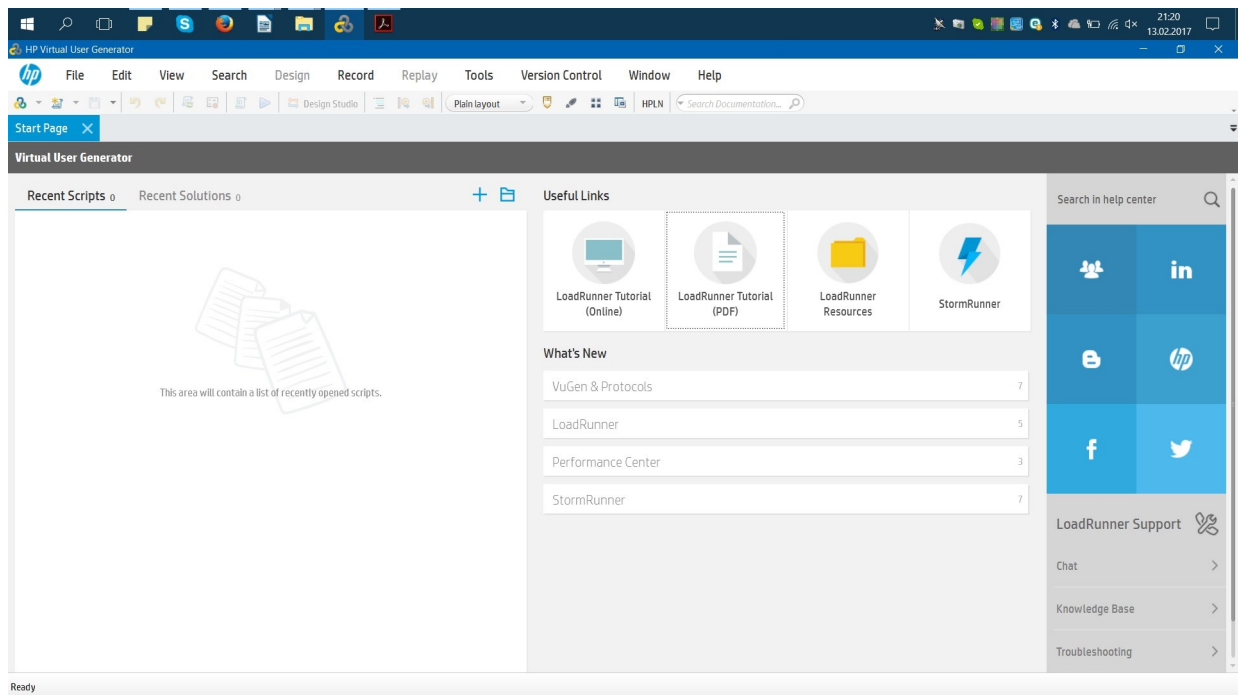 21:20
13.02.2017
HP Virtual User Generator
hp File Edit View Search Design Record Replay Tools Version Control Window Help
Design Studio Plain layout HPLN Search Documentation...
Start Page
Virtual User Generator
Recent Scripts 0 Recent Solutions 0
This area will contain a list of recently opened scripts.
Useful Links
LoadRunner Tutorial
(Online)
LoadRunner Tutorial
(PDF)
LoadRunner
Resources
StormRunner
What's New
VuGen & Protocols 7
LoadRunner 5
Performance Center 3
StormRunner 7
Search in help center
in
hp
f
LoadRunner Support
Chat
Knowledge Base
Troubleshooting
Ready